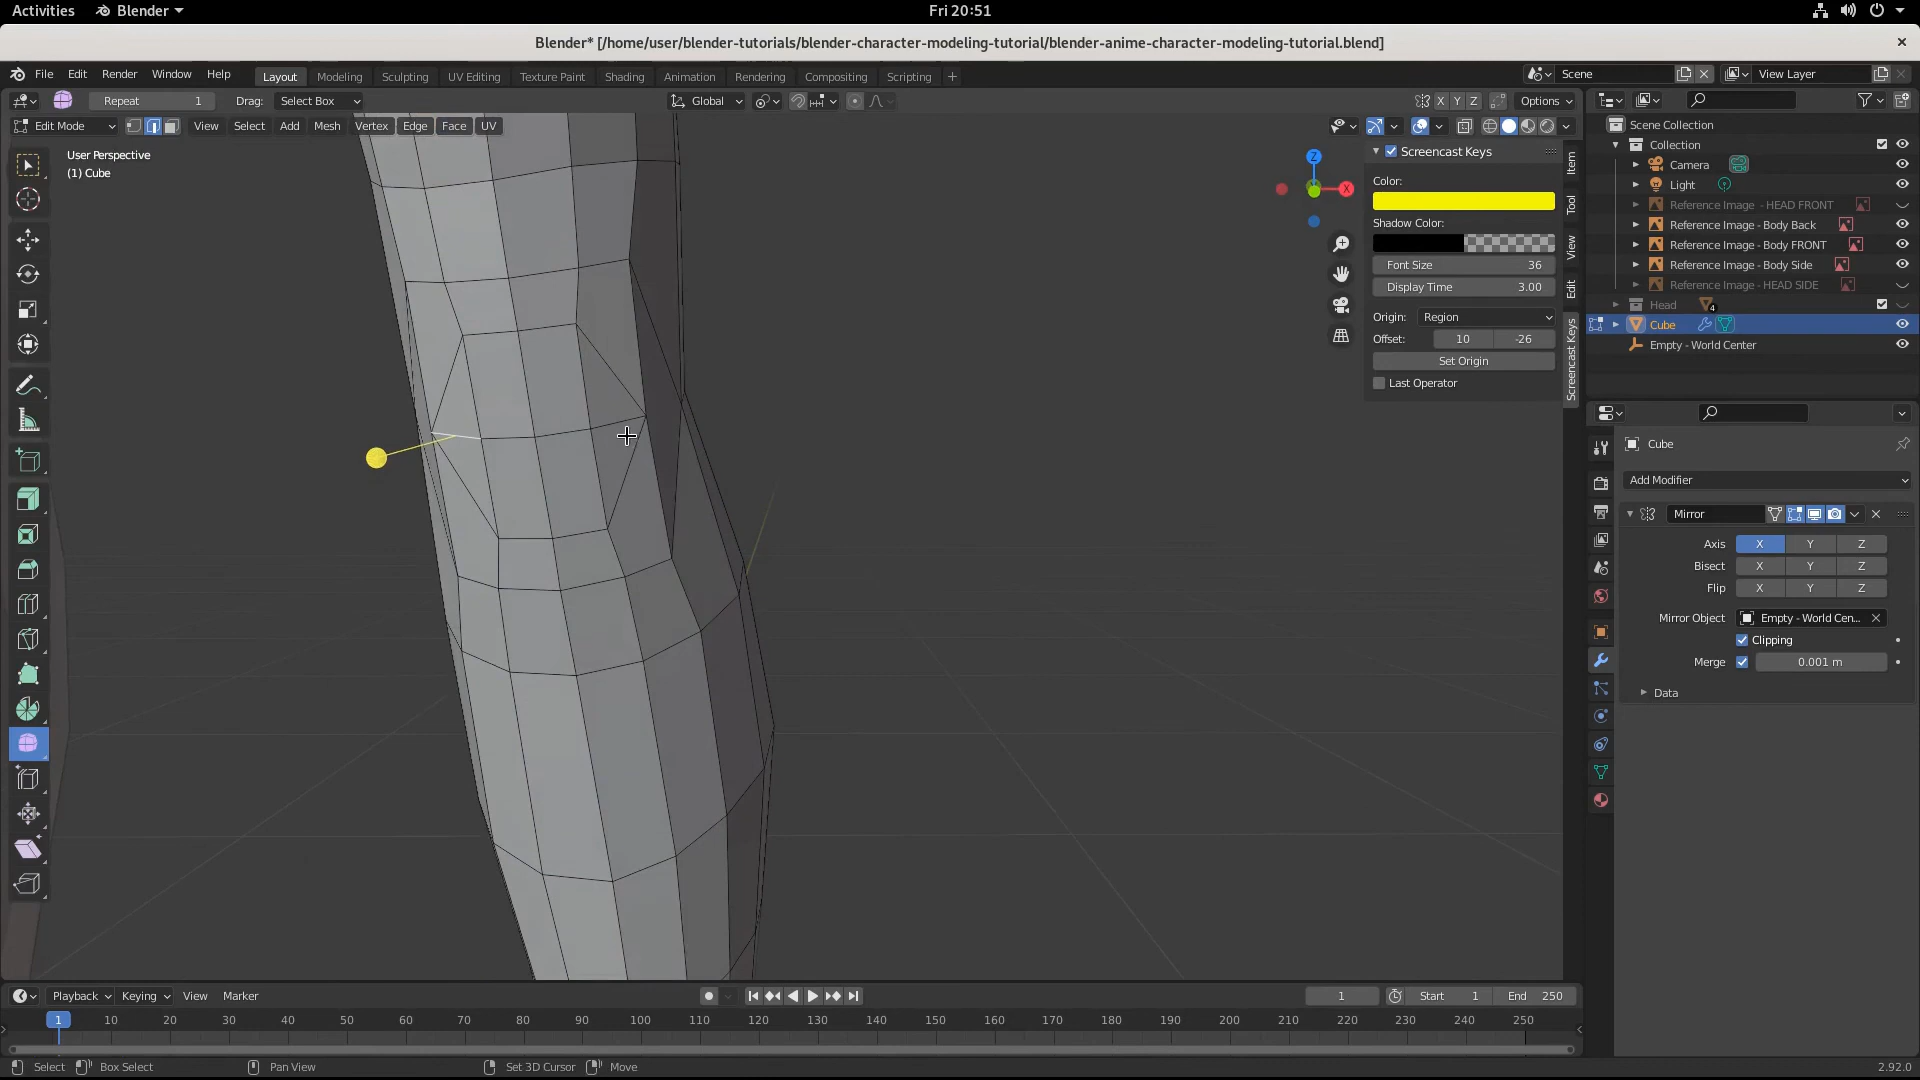 Activities Blender Fri 20:51
Blender* [/home/user/blender-tutorials/blender-character-modeling-tutorial/blender-anime-character-modeling-tutorial.blend]
File Edit Render Window Help Layout Modeling Sculpting UV Editing Texture Paint Shading Animation Rendering Compositing Scripting + Scene View Layer
Repeat 1 Drag: Select Box Global X Y Z Options
Edit Mode View Select Add Mesh Vertex Edge Face UV
User Perspective
(1) Cube
Z
X
Screencast Keys
Color:
Shadow Color:
Font Size 36
Display Time 3.00
Origin: Region
Offset: 10 -26
Set Origin
Last Operator
Item
Tool
View
Edit
Screencast Keys
Scene Collection
Collection
Camera
Light
Reference Image - HEAD FRONT
Reference Image - Body Back
Reference Image - Body FRONT
Reference Image - Body Side
Reference Image - HEAD SIDE
Head 4
Cube
Empty - World Center
Cube
Add Modifier
Mirror
Axis X Y Z
Bisect X Y Z
Flip X Y Z
Mirror Object Empty - World Cen...
Clipping
Merge 0.001 m
Data
Playback Keying View Marker 1 Start 1 End 250
1 10 20 30 40 50 60 70 80 90 100 110 120 130 140 150 160 170 180 190 200 210 220 230 240 250
Select Box Select Pan View Set 3D Cursor Move 2.92.0